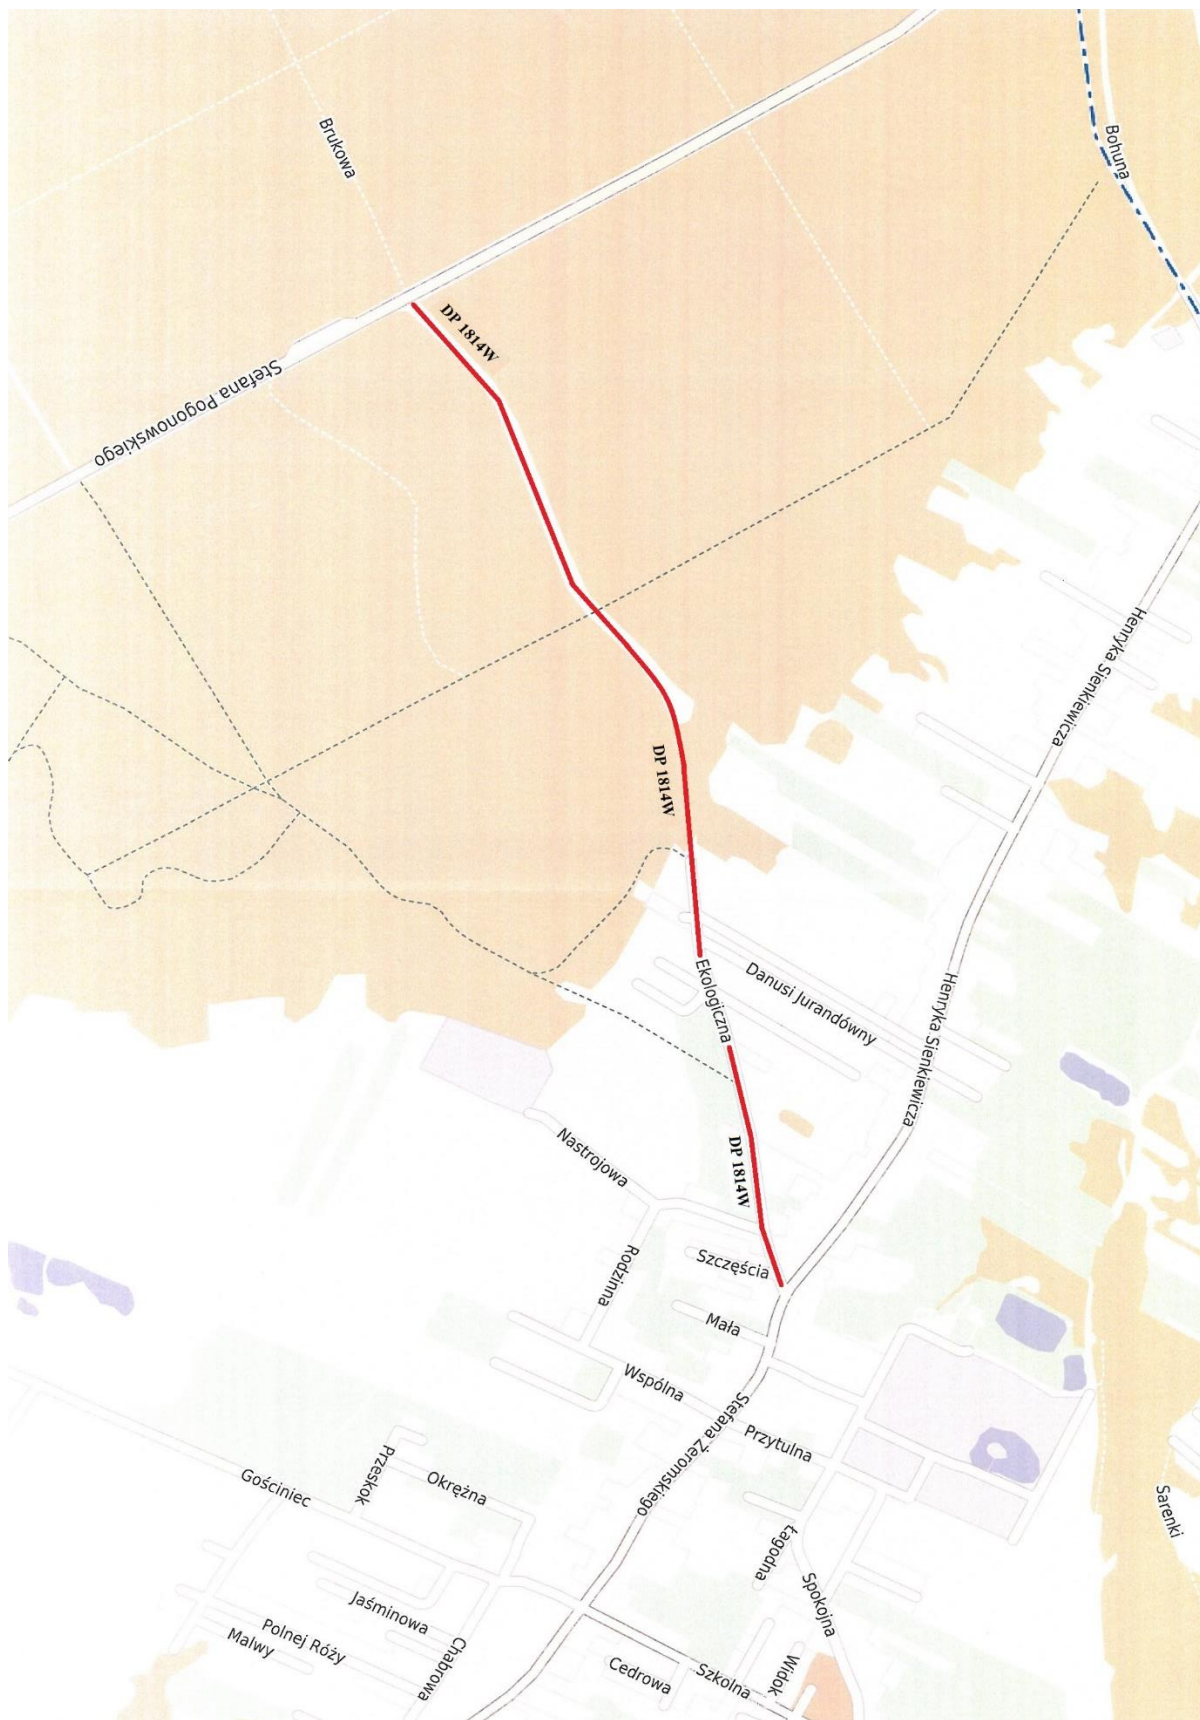 Brukowa
Bohuna
DP 1814W
Stefana Pogonowskiego
Henryka Sienkiewicza
DP 1814W
Ekologiczna
Danusi Jurandówny
Henryka Sienkiewicza
Nastrojowa
DP 1814W
Rodzinna
Szczęścia
Mała
Wspólna
Stefana Żeromskiego
Przytulna
Przeskok
Okrężna
Gościniec
Łagodna
Sarenki
Spokojna
Jaśminowa
Polnej Róży
Malwy
Chabrowa
Cedrowa
Szkolna
Widok